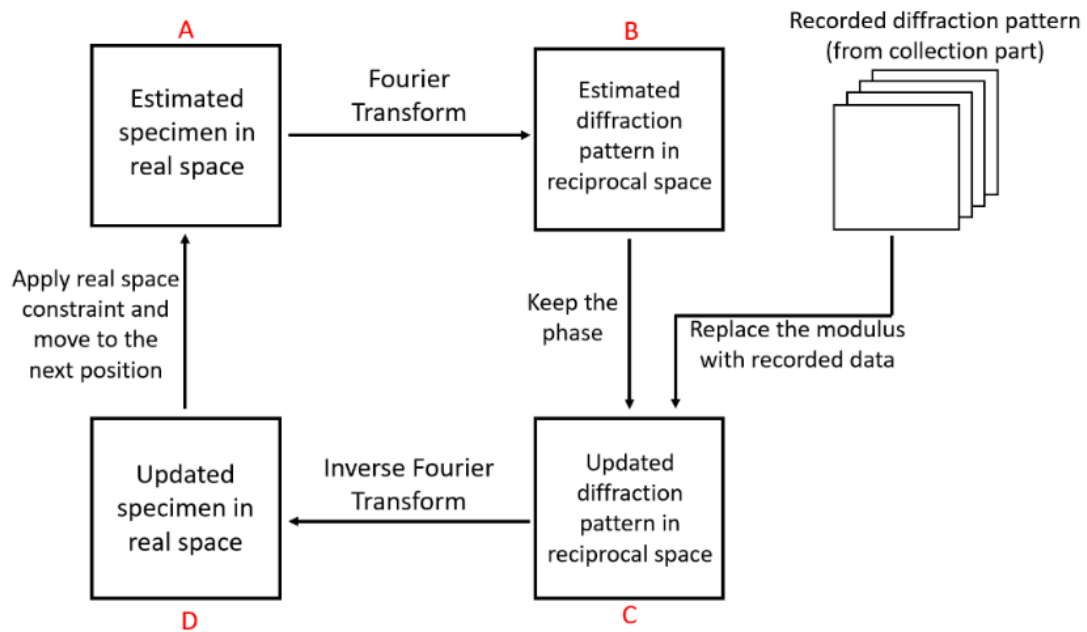 A
Estimated
specimen in
real space
Fourier
Transform
B
Estimated
diffraction
pattern in
reciprocal space
Recorded diffraction pattern
(from collection part)
Apply real space
constraint and
move to the
next position
Keep the
phase
Replace the modulus
with recorded data
Updated
specimen in
real space
D
Inverse Fourier
Transform
Updated
diffraction
pattern in
reciprocal space
C